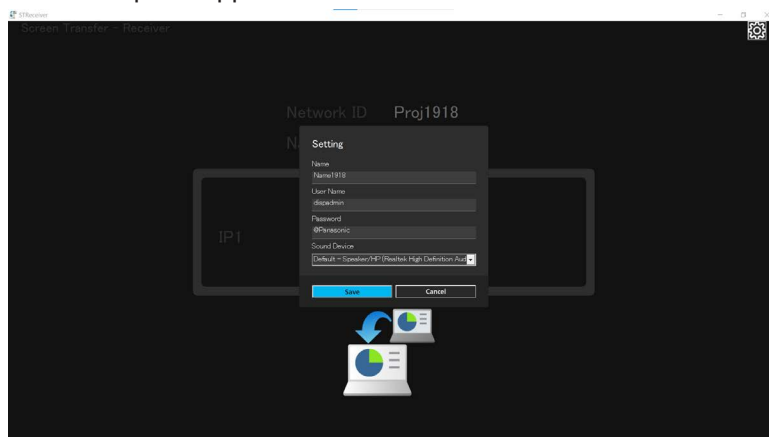 STReceiver
Screen Transfer - Receiver
Network ID Proj1918
Setting
Name
Name1918
User Name
dispadmin
Password
@Panasonic
Sound Device
Default - Speaker/HP (Realtek High Definition Aud
IP1
Save Cancel